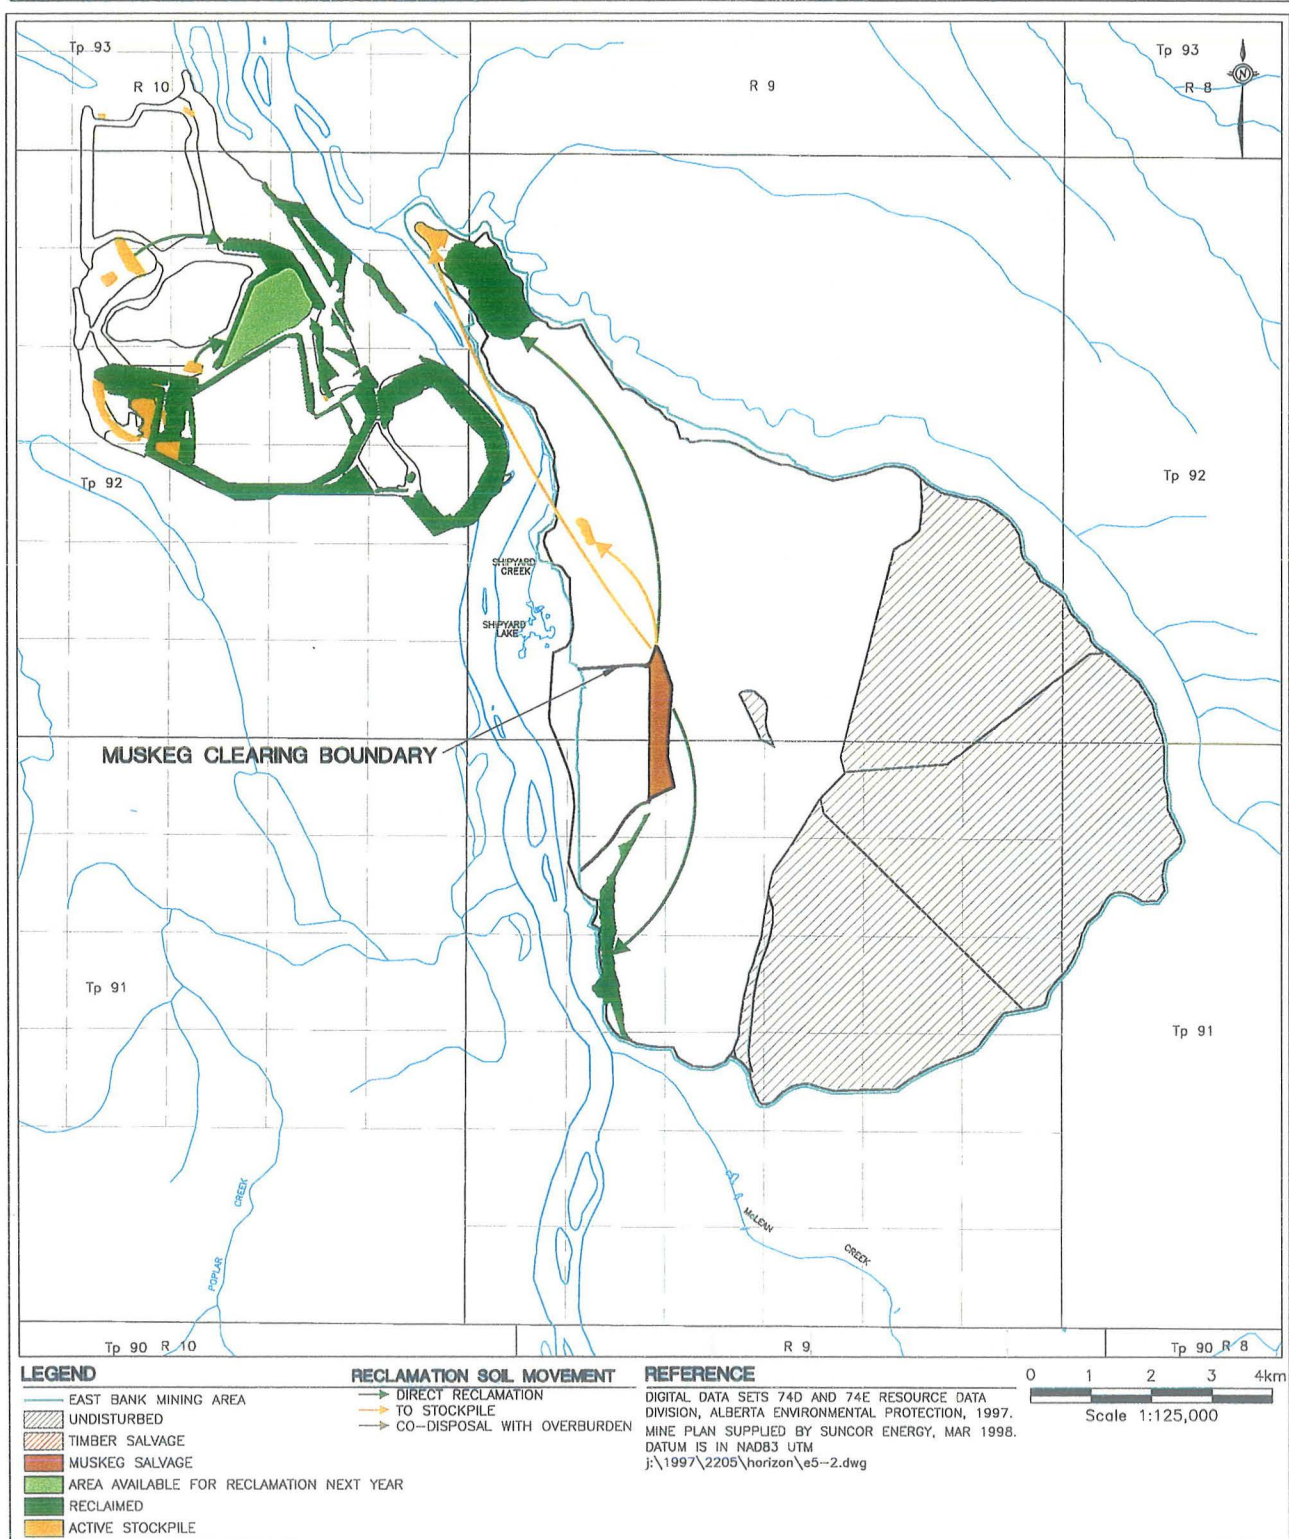 Tp 93
R 10
R 9
Tp 93
R 8
N
Tp 92
Tp 92
SHIPYARD
CREEK
SHIPYARD
LAKE
MUSKEG CLEARING BOUNDARY
Tp 91
Tp 91
POPLAR
CREEK
McLEAN
CREEK
Tp 90
R 10
R 9
Tp 90
R 8
LEGEND
EAST BANK MINING AREA
UNDISTURBED
TIMBER SALVAGE
MUSKEG SALVAGE
AREA AVAILABLE FOR RECLAMATION NEXT YEAR
RECLAIMED
ACTIVE STOCKPILE
RECLAMATION SOIL MOVEMENT
DIRECT RECLAMATION
TO STOCKPILE
CO-DISPOSAL WITH OVERBURDEN
REFERENCE
DIGITAL DATA SETS 74D AND 74E RESOURCE DATA
DIVISION, ALBERTA ENVIRONMENTAL PROTECTION, 1997.
MINE PLAN SUPPLIED BY SUNCOR ENERGY, MAR 1998.
DATUM IS IN NAD83 UTM
j:\1997\2205\horizon\e5-2.dwg
0 1 2 3 4km
Scale 1:125,000